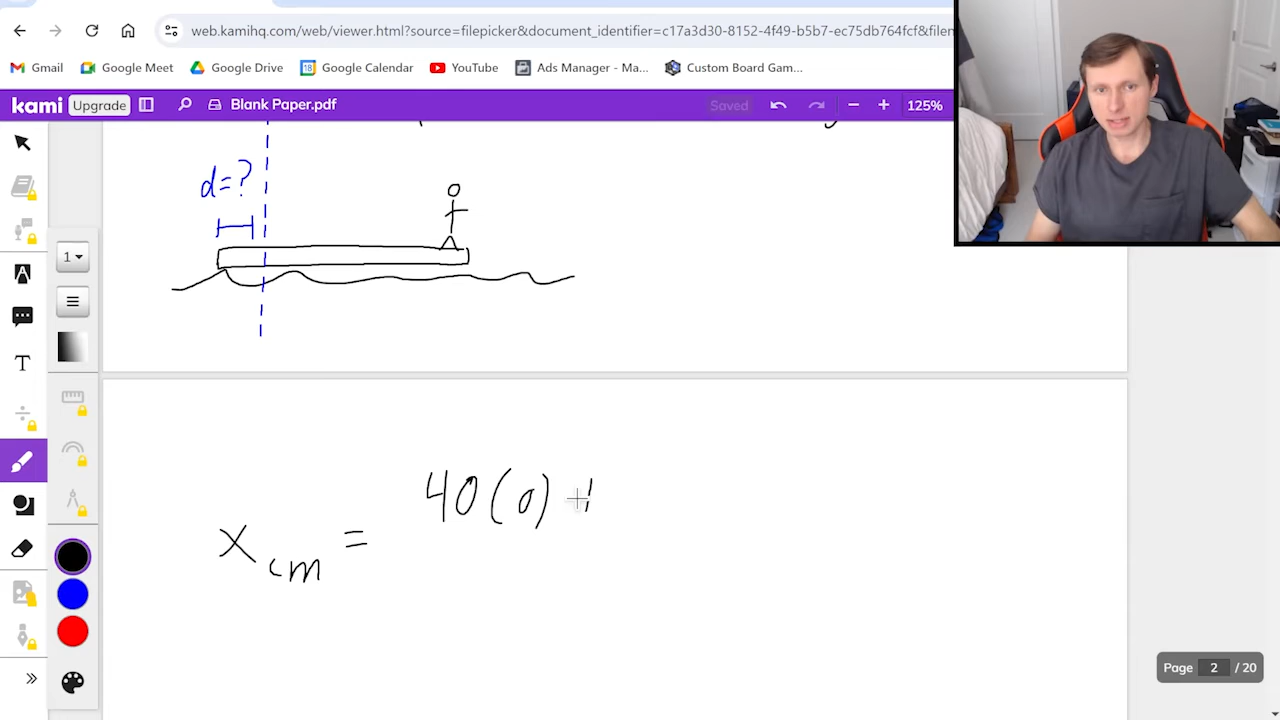 web.kamihq.com/web/viewer.html?source=filepicker&document_identifier=c17a3d30-8152-4f49-b5b7-ec75db764fcf&filen
Gmail Google Meet Google Drive 18 Google Calendar YouTube Ads Manager - Ma... Custom Board Gam...
kami Upgrade Blank Paper.pdf Saved 125%
d=?
1
A
T
x cm = 40(0) +
Page 2 / 20